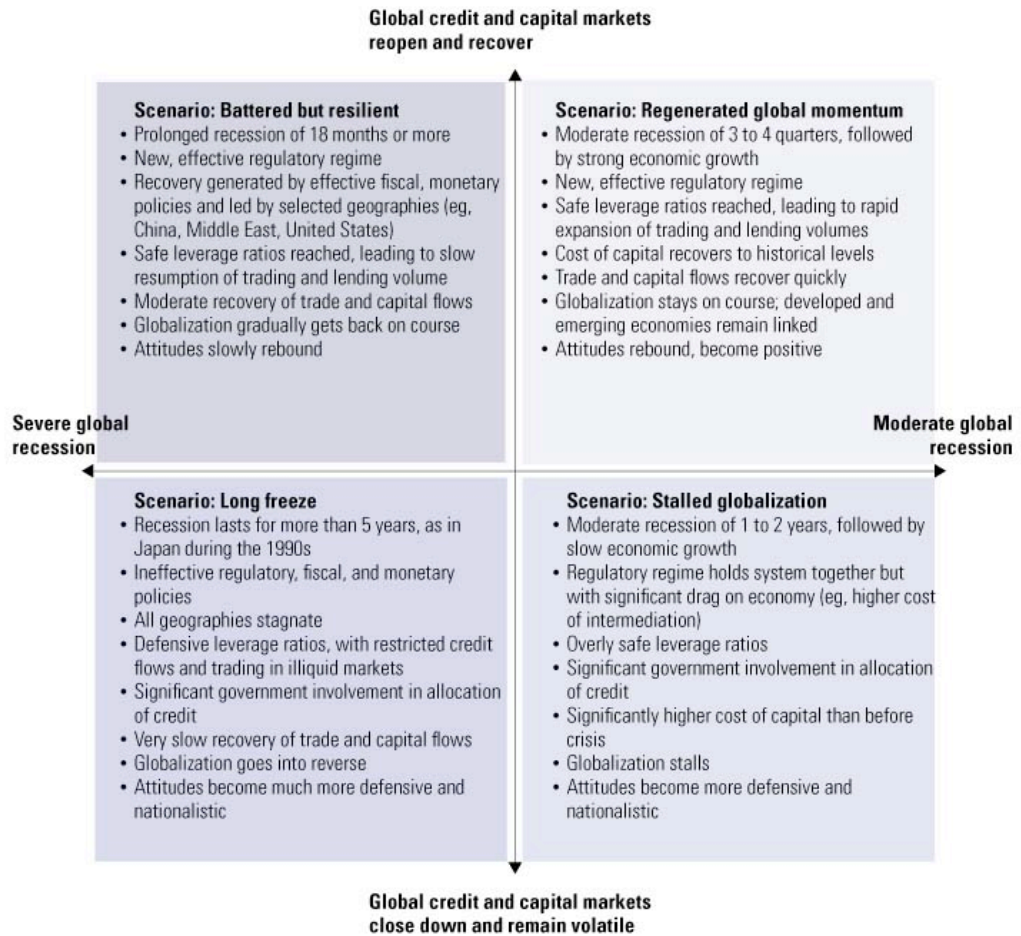 Global credit and capital markets
reopen and recover
Scenario: Battered but resilient
• Prolonged recession of 18 months or more
• New, effective regulatory regime
• Recovery generated by effective fiscal, monetary
policies and led by selected geographies (eg,
China, Middle East, United States)
• Safe leverage ratios reached, leading to slow
resumption of trading and lending volume
• Moderate recovery of trade and capital flows
• Globalization gradually gets back on course
• Attitudes slowly rebound
Scenario: Regenerated global momentum
• Moderate recession of 3 to 4 quarters, followed
by strong economic growth
• New, effective regulatory regime
• Safe leverage ratios reached, leading to rapid
expansion of trading and lending volumes
• Cost of capital recovers to historical levels
• Trade and capital flows recover quickly
• Globalization stays on course; developed and
emerging economies remain linked
• Attitudes rebound, become positive
Severe global
recession
Moderate global
recession
Scenario: Long freeze
• Recession lasts for more than 5 years, as in
Japan during the 1990s
• Ineffective regulatory, fiscal, and monetary
policies
• All geographies stagnate
• Defensive leverage ratios, with restricted credit
flows and trading in illiquid markets
• Significant government involvement in allocation
of credit
• Very slow recovery of trade and capital flows
• Globalization goes into reverse
• Attitudes become much more defensive and
nationalistic
Scenario: Stalled globalization
• Moderate recession of 1 to 2 years, followed by
slow economic growth
• Regulatory regime holds system together but
with significant drag on economy (eg, higher cost
of intermediation)
• Overly safe leverage ratios
• Significant government involvement in allocation
of credit
• Significantly higher cost of capital than before
crisis
• Globalization stalls
• Attitudes become more defensive and
nationalistic
Global credit and capital markets
close down and remain volatile